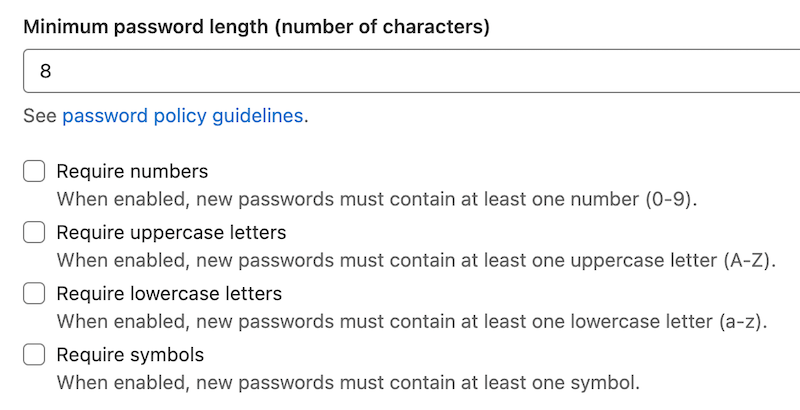 Minimum password length (number of characters)
8
See password policy guidelines.
Require numbers
When enabled, new passwords must contain at least one number (0-9).
Require uppercase letters
When enabled, new passwords must contain at least one uppercase letter (A-Z).
Require lowercase letters
When enabled, new passwords must contain at least one lowercase letter (a-z).
Require symbols
When enabled, new passwords must contain at least one symbol.